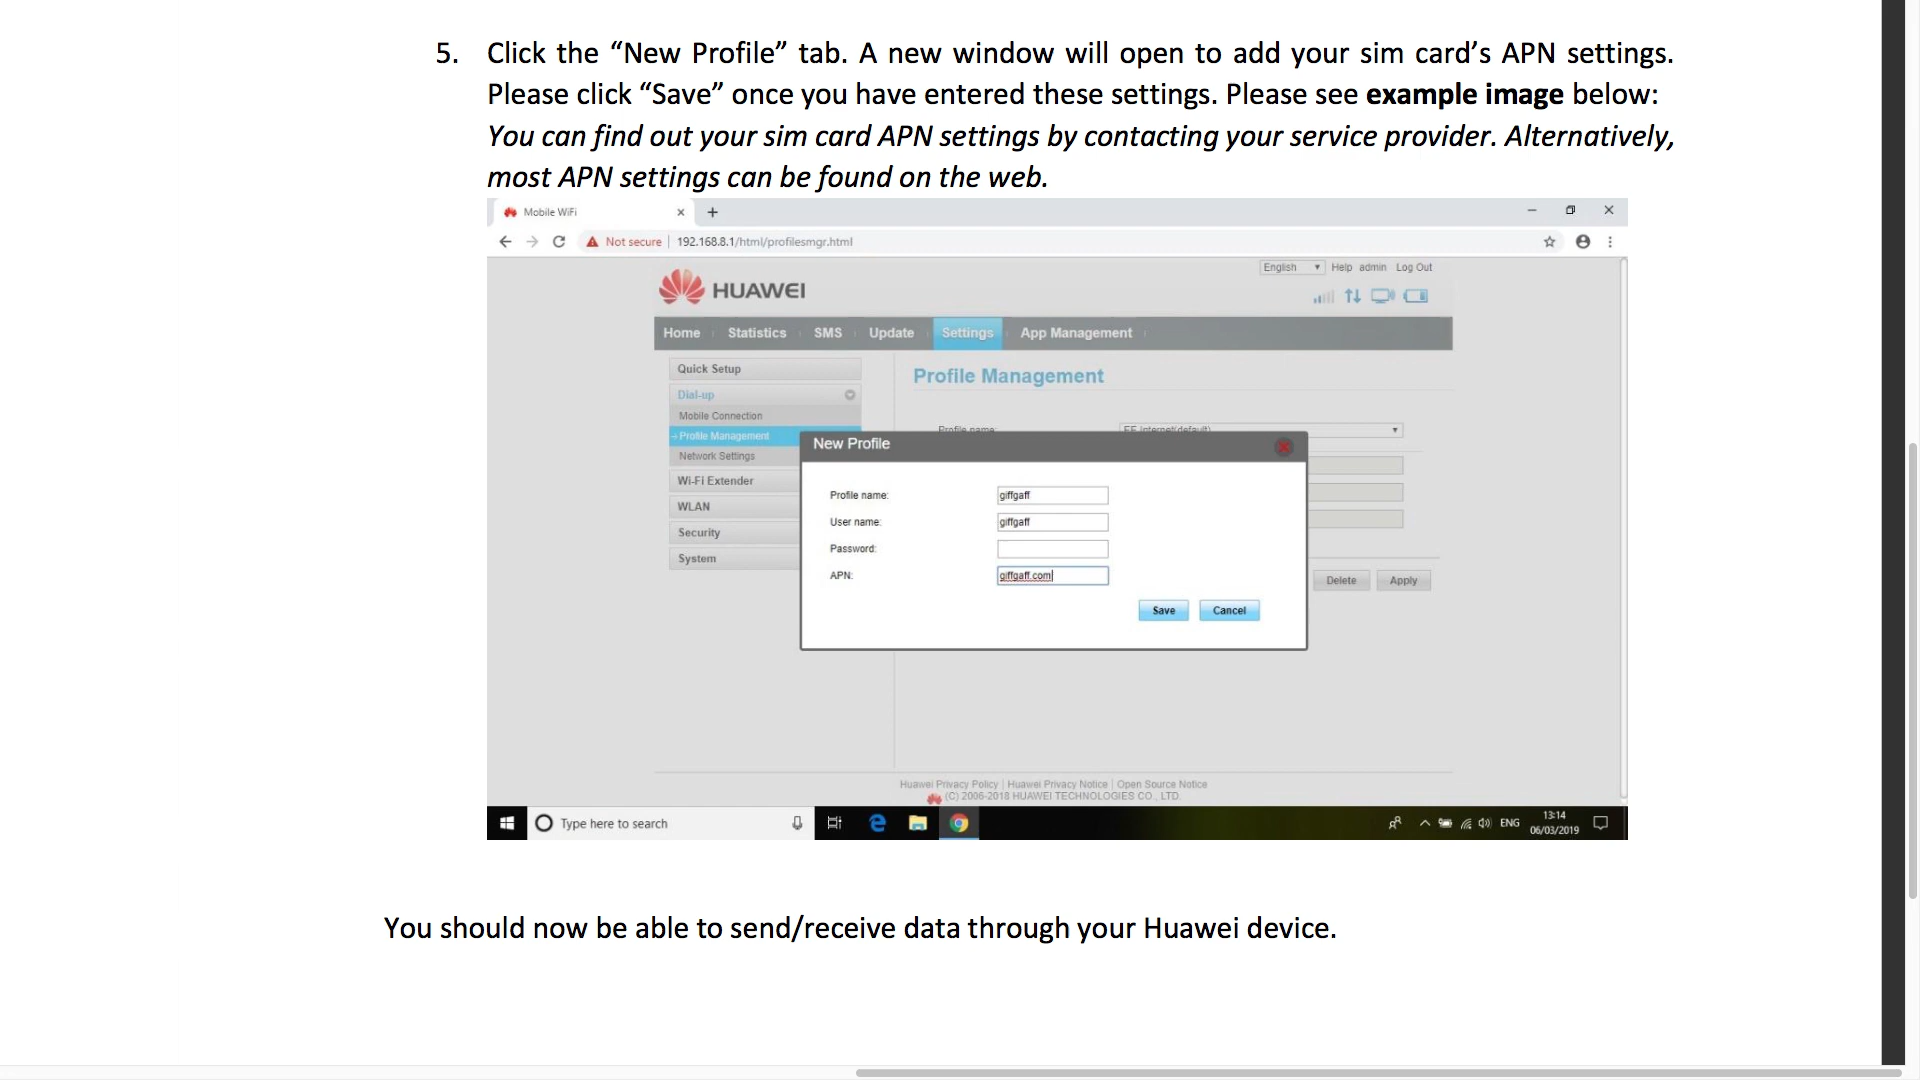 5. Click the “New Profile” tab. A new window will open to add your sim card’s APN settings.
Please click “Save” once you have entered these settings. Please see example image below:
You can find out your sim card APN settings by contacting your service provider. Alternatively,
most APN settings can be found on the web.
Mobile WiFi
Not secure | 192.168.8.1/html/profilesmgr.html
English Help admin Log Out
HUAWEI
Home Statistics SMS Update Settings App Management
Quick Setup
Profile Management
Dial-up
Mobile Connection
Profile name: EE Internet(default)
Profile Management
New Profile
Network Settings
Wi-Fi Extender
Profile name: giffgaff
WLAN
User name: giffgaff
Security
Password:
System
APN: giffgaff.com
Delete Apply
Save Cancel
Huawei Privacy Policy | Huawei Privacy Notice | Open Source Notice
(C) 2006-2018 HUAWEI TECHNOLOGIES CO., LTD.
Type here to search
ENG
13:14
06/03/2019
You should now be able to send/receive data through your Huawei device.